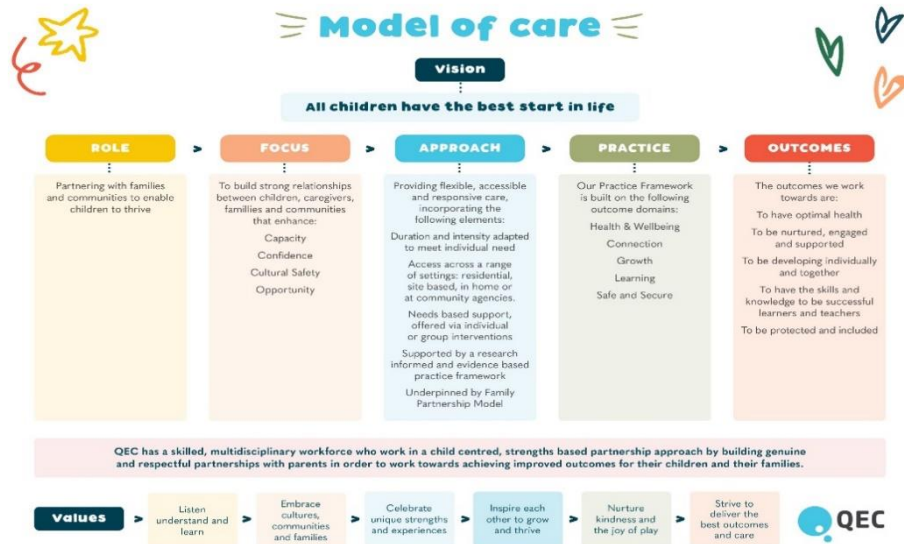 Model of care
Vision
All children have the best start in life
ROLE > FOCUS > APPROACH > PRACTICE > OUTCOMES
Partnering with families
and communities to enable
children to thrive
To build strong relationships
between children, caregivers,
families and communities
that enhance:
Capacity
Confidence
Cultural Safety
Opportunity
Providing flexible, accessible
and responsive care,
incorporating the
following elements:
Duration and intensity adapted
to meet individual need
Access across a range
of settings: residential,
site based, in home or
at community agencies.
Needs based support,
offered via individual
or group interventions
Supported by a research
informed and evidence based
practice framework
Underpinned by Family
Partnership Model
Our Practice Framework
is built on the following
outcome domains:
Health & Wellbeing
Connection
Growth
Learning
Safe and Secure
The outcomes we work
towards are:
To have optimal health
To be nurtured, engaged
and supported
To be developing individually
and together
To have the skills and
knowledge to be successful
learners and teachers
To be protected and included
QEC has a skilled, multidisciplinary workforce who work in a child centred, strengths based partnership approach by building genuine
and respectful partnerships with parents in order to work towards achieving improved outcomes for their children and their families.
Values >
Listen
understand and
learn
>
Embrace
cultures,
communities
and families
>
Celebrate
unique strengths
and experiences
>
Inspire each
other to grow
and thrive
>
Nurture
kindness and
the joy of play
>
Strive to
deliver the
best outcomes
and care
QEC